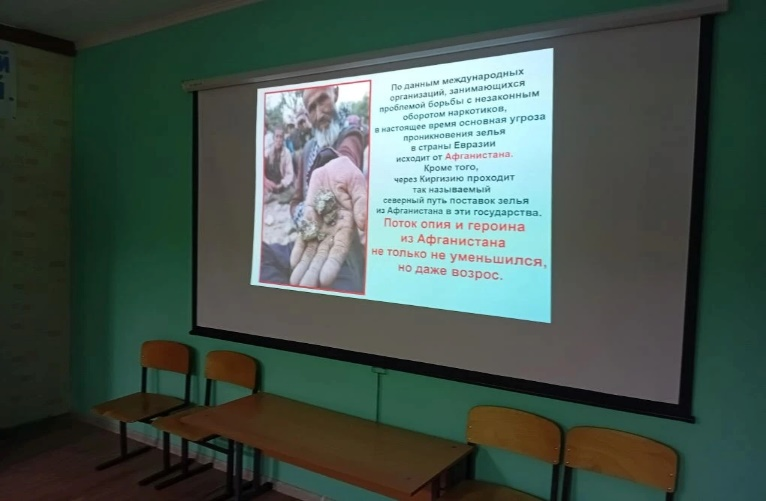 По данным международных
организаций, занимающихся
проблемой борьбы с незаконным
оборотом наркотиков,
в настоящее время основная угроза
проникновения зелья
в страны Евразии
исходит от Афганистана.
Кроме того,
через Киргизию проходит
так называемый
северный путь поставок зелья
из Афганистана в эти государства.
Поток опия и героина
из Афганистана
не только не уменьшился,
но даже возрос.